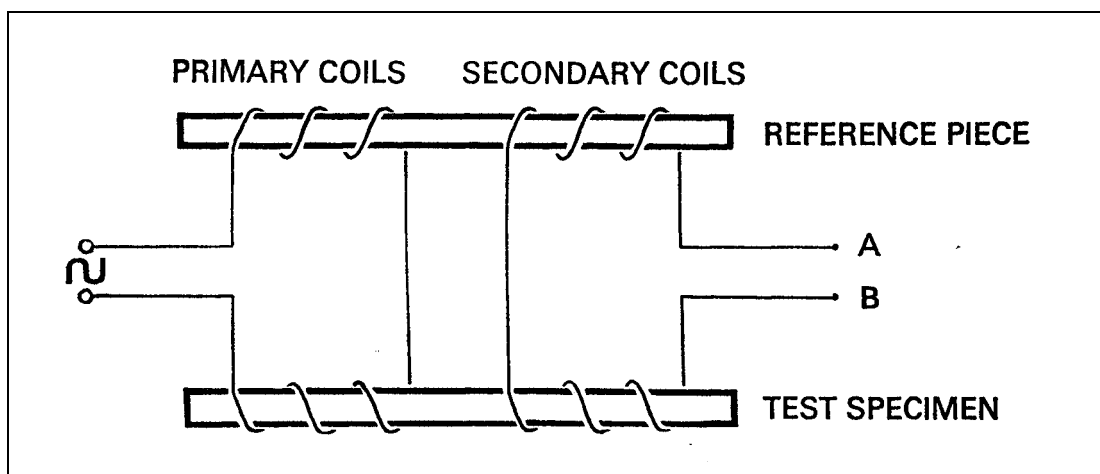 PRIMARY COILS SECONDARY COILS
REFERENCE PIECE
A
B
TEST SPECIMEN